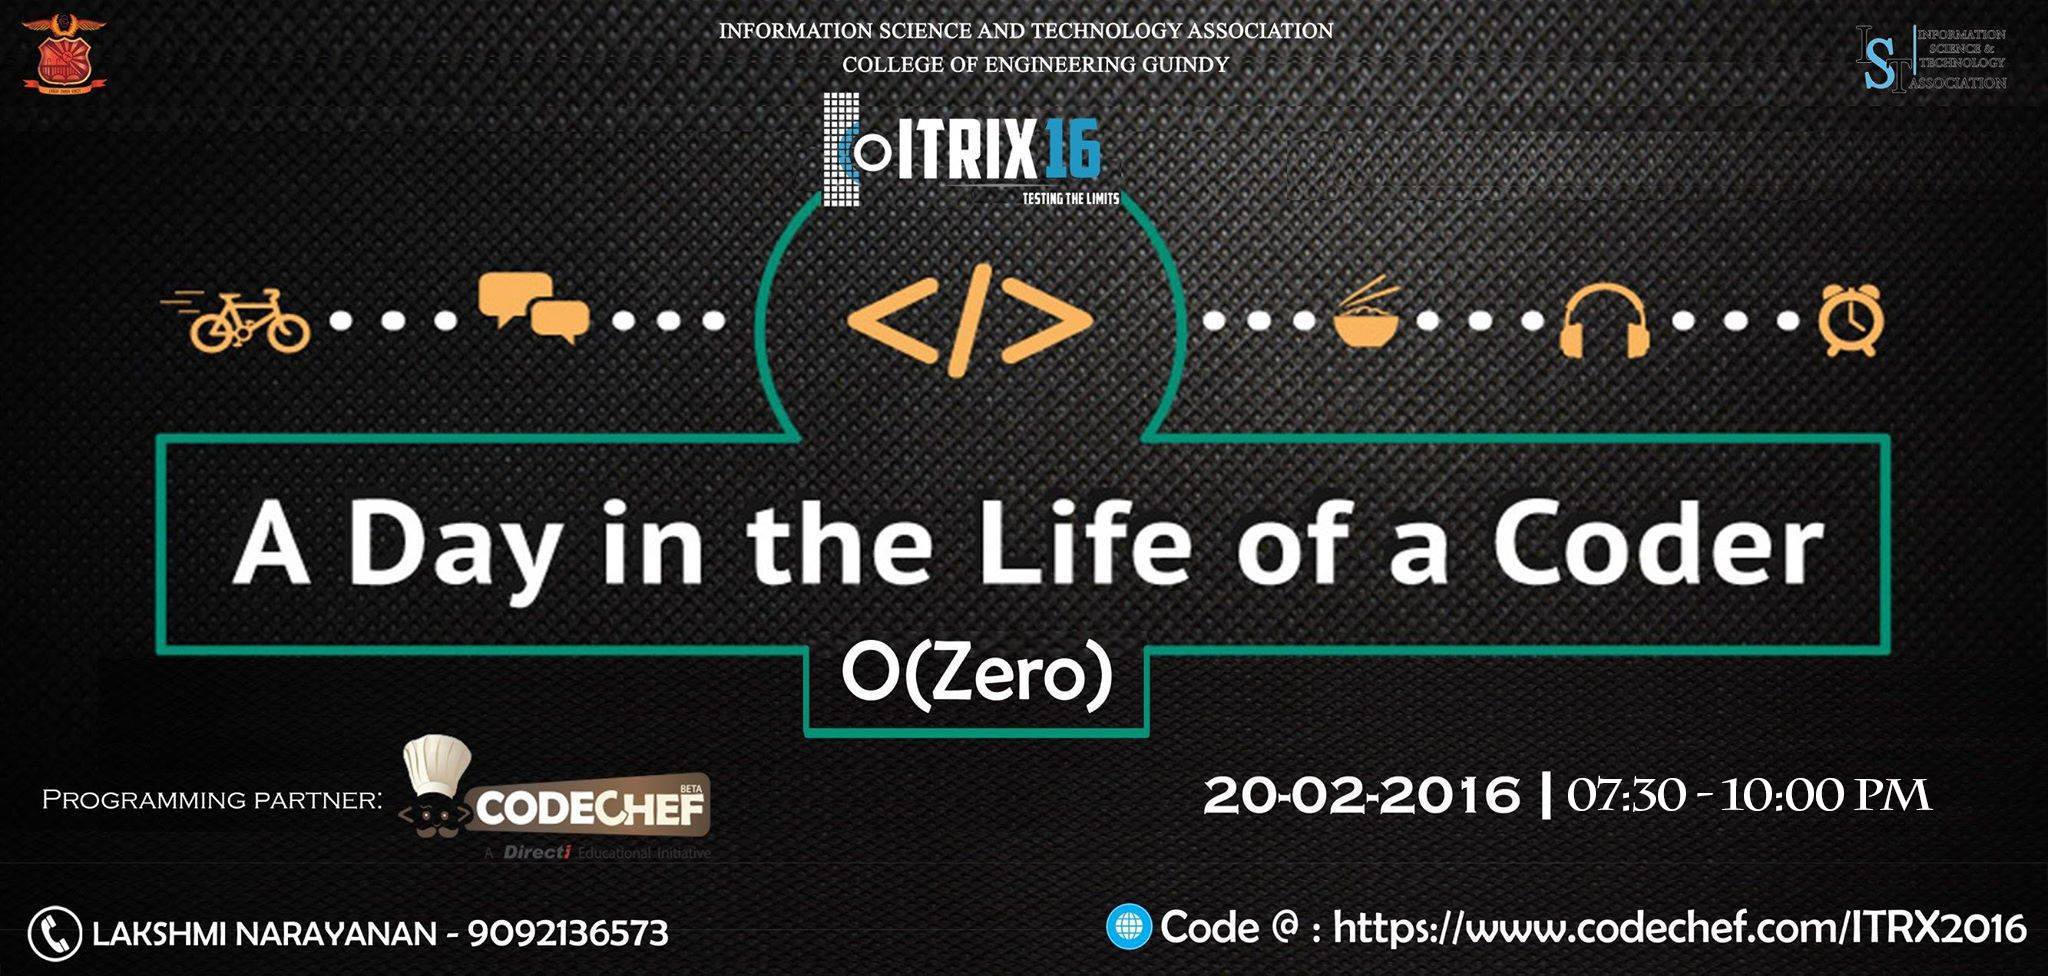 INFORMATION SCIENCE AND TECHNOLOGY ASSOCIATION
COLLEGE OF ENGINEERING GUINDY
IST
INFORMATION
SCIENCE &
TECHNOLOGY
ASSOCIATION
ITRIX16
TESTING THE LIMITS
</>
A Day in the Life of a Coder
O(Zero)
PROGRAMMING PARTNER:
CODECHEF BETA
A Directi Educational Initiative
20-02-2016 | 07:30 - 10:00 PM
LAKSHMI NARAYANAN - 9092136573
Code @ : https://www.codechef.com/ITRX2016